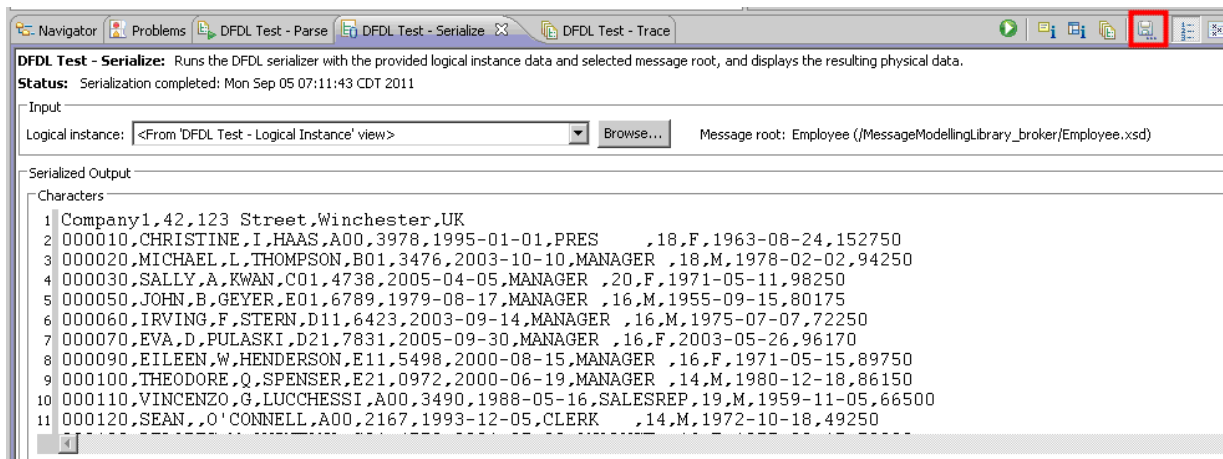 Navigator Problems DFDL Test - Parse DFDL Test - Serialize DFDL Test - Trace
DFDL Test - Serialize: Runs the DFDL serializer with the provided logical instance data and selected message root, and displays the resulting physical data.
Status: Serialization completed: Mon Sep 05 07:11:43 CDT 2011
Input
Logical instance: <From 'DFDL Test - Logical Instance' view> Browse... Message root: Employee (/MessageModellingLibrary_broker/Employee.xsd)
Serialized Output
Characters
1 Company1,42,123 Street,Winchester,UK
2 000010,CHRISTINE,I,HAAS,A00,3978,1995-01-01,PRES    ,18,F,1963-08-24,152750
3 000020,MICHAEL,L,THOMPSON,B01,3476,2003-10-10,MANAGER ,18,M,1978-02-02,94250
4 000030,SALLY,A,KWAN,C01,4738,2005-04-05,MANAGER ,20,F,1971-05-11,98250
5 000050,JOHN,B,GEYER,E01,6789,1979-08-17,MANAGER ,16,M,1955-09-15,80175
6 000060,IRVING,F,STERN,D11,6423,2003-09-14,MANAGER ,16,M,1975-07-07,72250
7 000070,EVA,D,PULASKI,D21,7831,2005-09-30,MANAGER ,16,F,2003-05-26,96170
8 000090,EILEEN,W,HENDERSON,E11,5498,2000-08-15,MANAGER ,16,F,1971-05-15,89750
9 000100,THEODORE,Q,SPENSER,E21,0972,2000-06-19,MANAGER ,14,M,1980-12-18,86150
10 000110,VINCENZO,G,LUCCHESSI,A00,3490,1988-05-16,SALESREP,19,M,1959-11-05,66500
11 000120,SEAN,,O'CONNELL,A00,2167,1993-12-05,CLERK   ,14,M,1972-10-18,49250